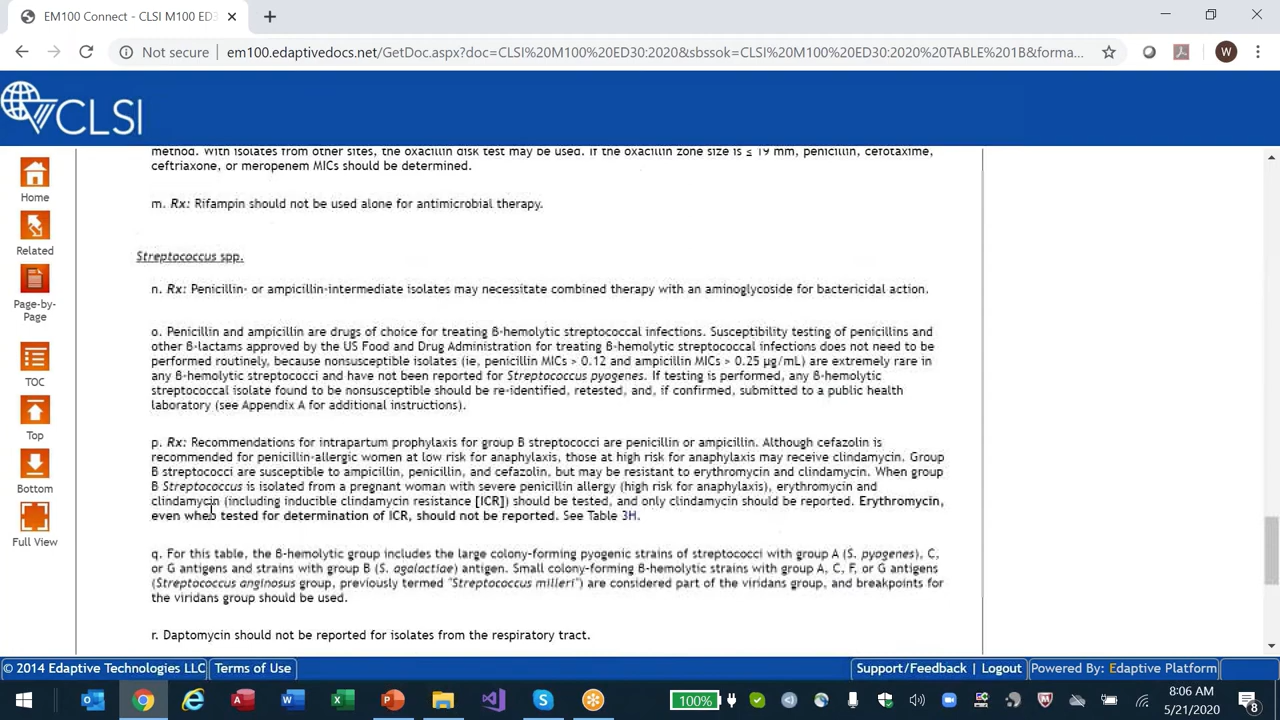 EM100 Connect - CLSI M100 ED3
Not secure
em100.edaptivedocs.net/GetDoc.aspx?doc=CLSI%20M100%20ED30:2020&sbssok=CLSI%20M100%20ED30:2020%20TABLE%201B&forma...
W
CLSI
Home
Related
Page-by-
Page
TOC
Top
Bottom
Full View
method. With isolates from other sites, the oxacillin disk test may be used. If the oxacillin zone size is ≤ 19 mm, penicillin, cefotaxime,
ceftriaxone, or meropenem MICs should be determined.
m. Rx: Rifampin should not be used alone for antimicrobial therapy.
Streptococcus spp.
n. Rx: Penicillin- or ampicillin-intermediate isolates may necessitate combined therapy with an aminoglycoside for bactericidal action.
o. Penicillin and ampicillin are drugs of choice for treating β-hemolytic streptococcal infections. Susceptibility testing of penicillins and
other β-lactams approved by the US Food and Drug Administration for treating β-hemolytic streptococcal infections does not need to be
performed routinely, because nonsusceptible isolates (ie, penicillin MICs > 0.12 and ampicillin MICs > 0.25 µg/mL) are extremely rare in
any β-hemolytic streptococci and have not been reported for Streptococcus pyogenes. If testing is performed, any β-hemolytic
streptococcal isolate found to be nonsusceptible should be re-identified, retested, and, if confirmed, submitted to a public health
laboratory (see Appendix A for additional instructions).
p. Rx: Recommendations for intrapartum prophylaxis for group B streptococci are penicillin or ampicillin. Although cefazolin is
recommended for penicillin-allergic women at low risk for anaphylaxis, those at high risk for anaphylaxis may receive clindamycin. Group
B streptococci are susceptible to ampicillin, penicillin, and cefazolin, but may be resistant to erythromycin and clindamycin. When group
B Streptococcus is isolated from a pregnant woman with severe penicillin allergy (high risk for anaphylaxis), erythromycin and
clindamycin (including inducible clindamycin resistance [ICR]) should be tested, and only clindamycin should be reported. Erythromycin,
even when tested for determination of ICR, should not be reported. See Table 3H.
q. For this table, the β-hemolytic group includes the large colony-forming pyogenic strains of streptococci with group A (S. pyogenes), C,
or G antigens and strains with group B (S. agalactiae) antigen. Small colony-forming β-hemolytic strains with group A, C, F, or G antigens
(Streptococcus anginosus group, previously termed "Streptococcus milleri") are considered part of the viridans group, and breakpoints for
the viridans group should be used.
r. Daptomycin should not be reported for isolates from the respiratory tract.
© 2014 Edaptive Technologies LLC Terms of Use Support/Feedback | Logout Powered By: Edaptive Platform
100% 8:06 AM
5/21/2020 8